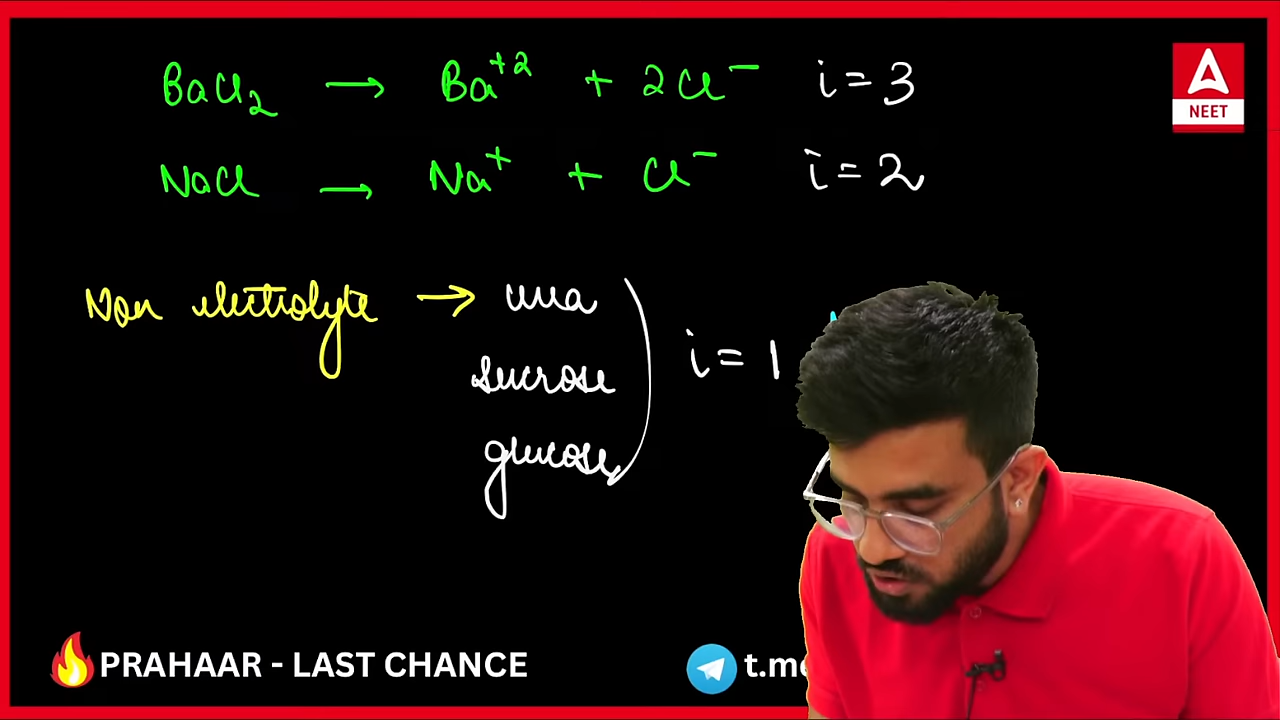 BaCl₂ → Ba⁺² + 2Cl⁻ i = 3
NaCl → Na⁺ + Cl⁻ i = 2
Non electrolyte → urea
sucrose
i = 1
glucose
NEET
PRAHAAR - LAST CHANCE
t.me